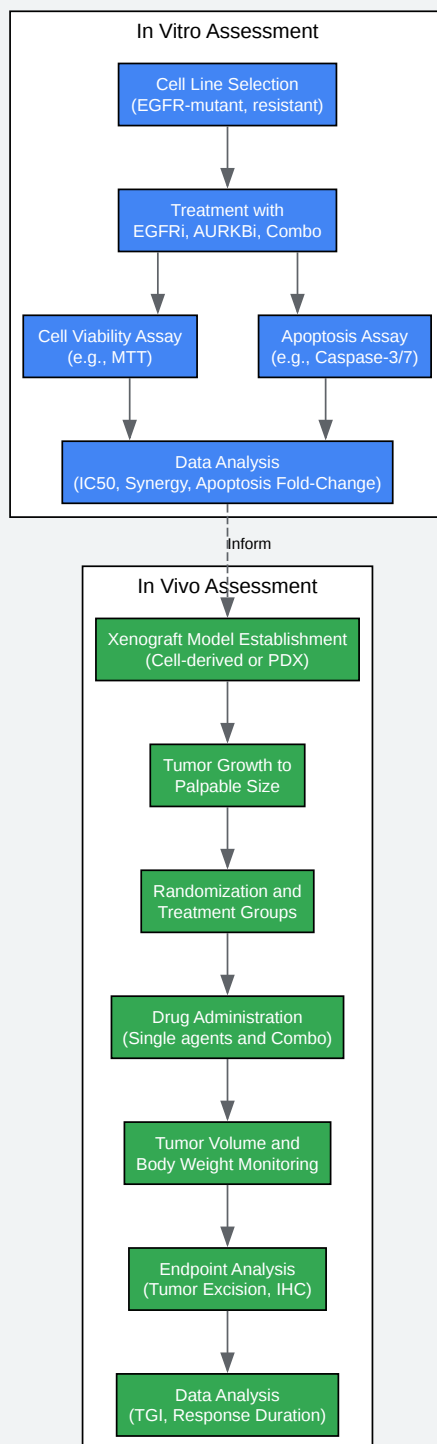 In Vitro Assessment
Cell Line Selection
(EGFR-mutant, resistant)
Treatment with
EGFRi, AURKBi, Combo
Cell Viability Assay
(e.g., MTT)
Apoptosis Assay
(e.g., Caspase-3/7)
Data Analysis
(IC50, Synergy, Apoptosis Fold-Change)
Inform
In Vivo Assessment
Xenograft Model Establishment
(Cell-derived or PDX)
Tumor Growth to
Palpable Size
Randomization and
Treatment Groups
Drug Administration
(Single agents and Combo)
Tumor Volume and
Body Weight Monitoring
Endpoint Analysis
(Tumor Excision, IHC)
Data Analysis
(TGI, Response Duration)